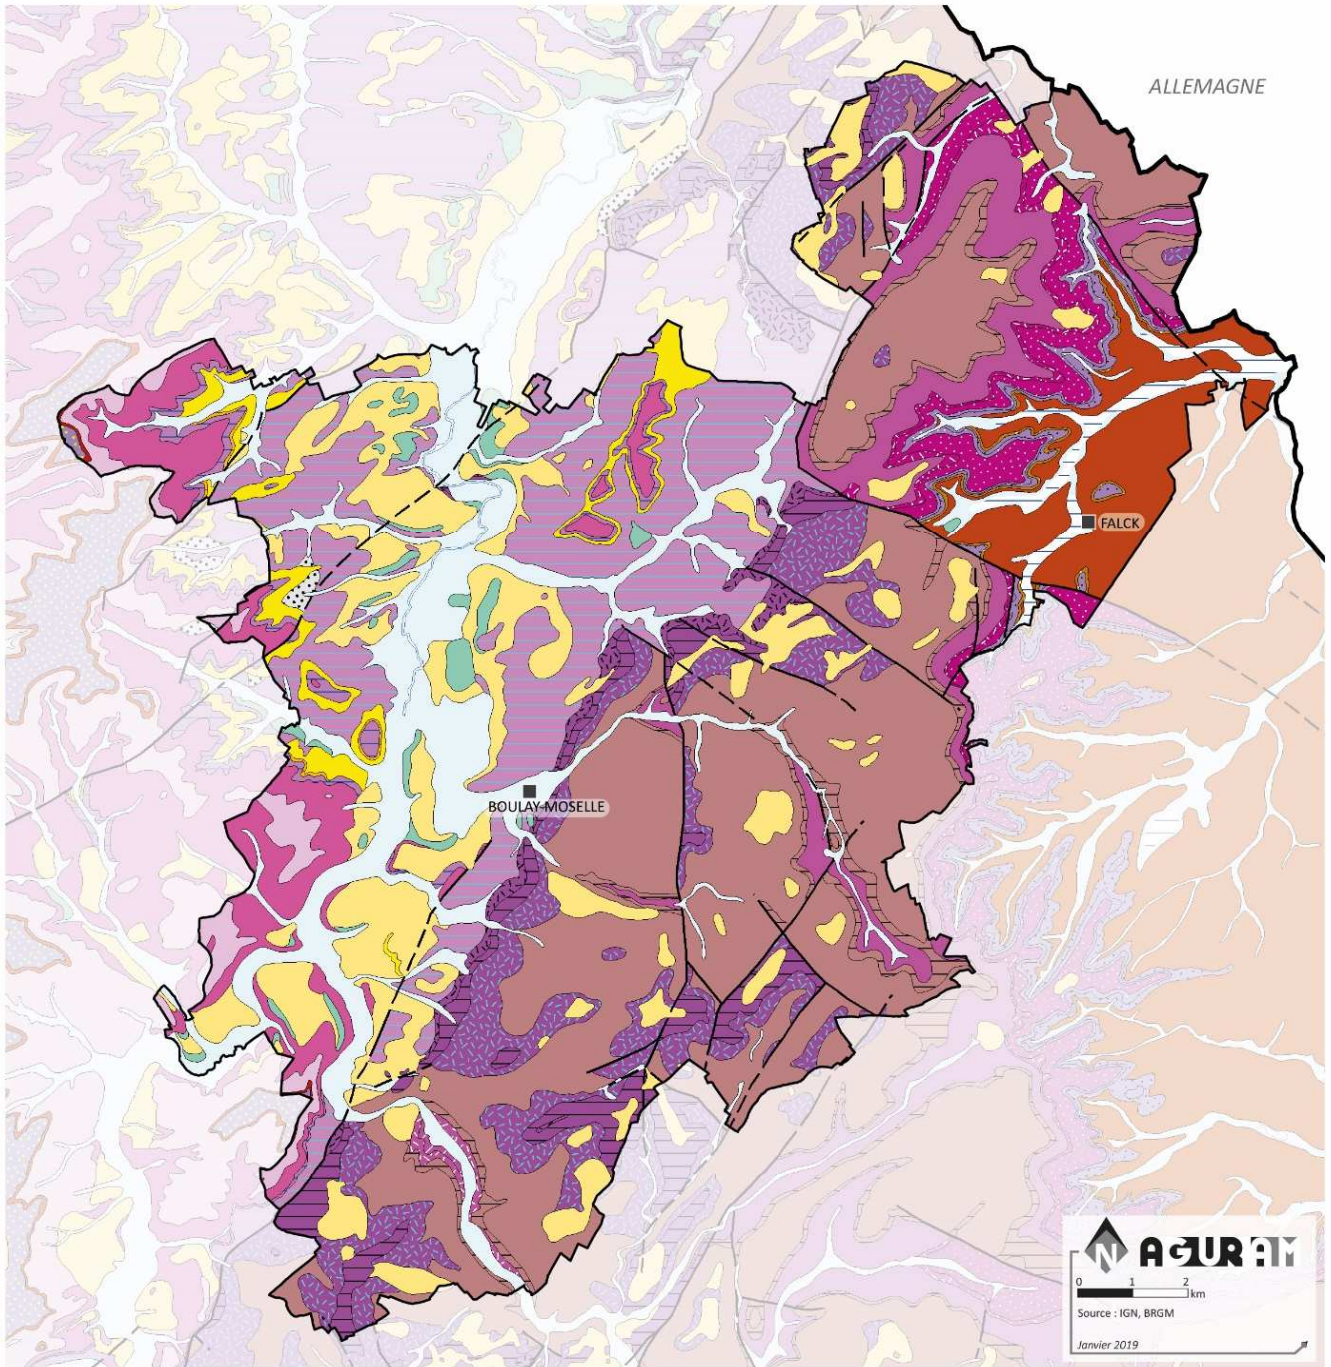 ALLEMAGNE
FALCK
BOULAY-MOSELLE
N AGURAM
0 1 2
km
Source : IGN, BRGM
Janvier 2019